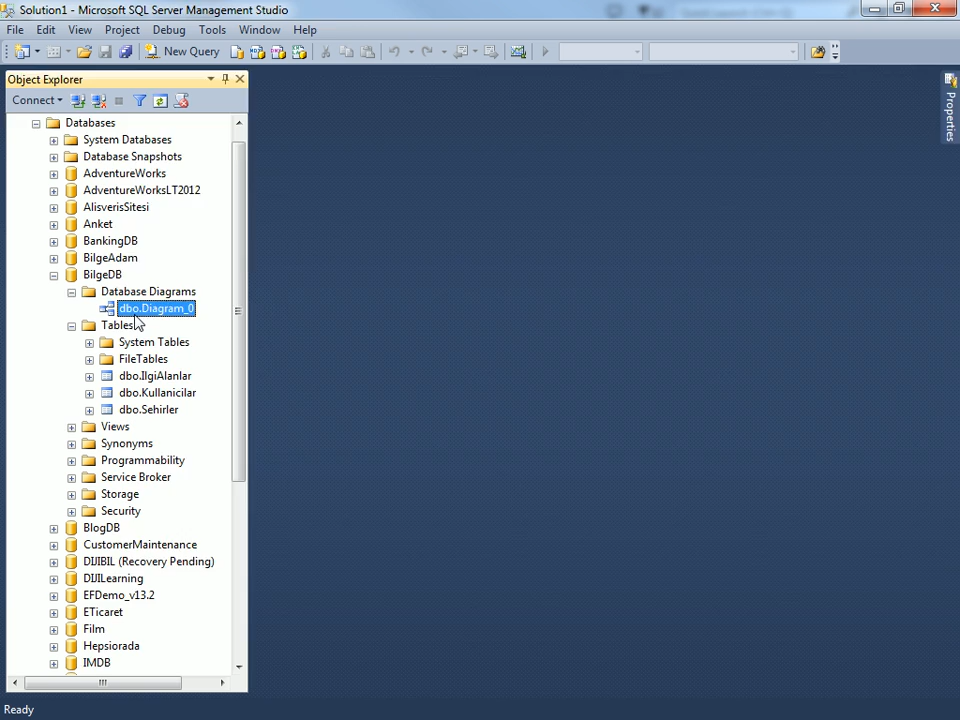 Solution1 - Microsoft SQL Server Management Studio
File Edit View Project Debug Tools Window Help
New Query
Object Explorer
Connect
Databases
System Databases
Database Snapshots
AdventureWorks
AdventureWorksLT2012
AlisverisSitesi
Anket
BankingDB
BilgeAdam
BilgeDB
Database Diagrams
dbo.Diagram_0
Tables
System Tables
FileTables
dbo.IlgiAlanlar
dbo.Kullanicilar
dbo.Sehirler
Views
Synonyms
Programmability
Service Broker
Storage
Security
BlogDB
CustomerMaintenance
DIJIBIL (Recovery Pending)
DIJILearning
EFDemo_v13.2
ETicaret
Film
Hepsiorada
IMDB
Properties
Ready